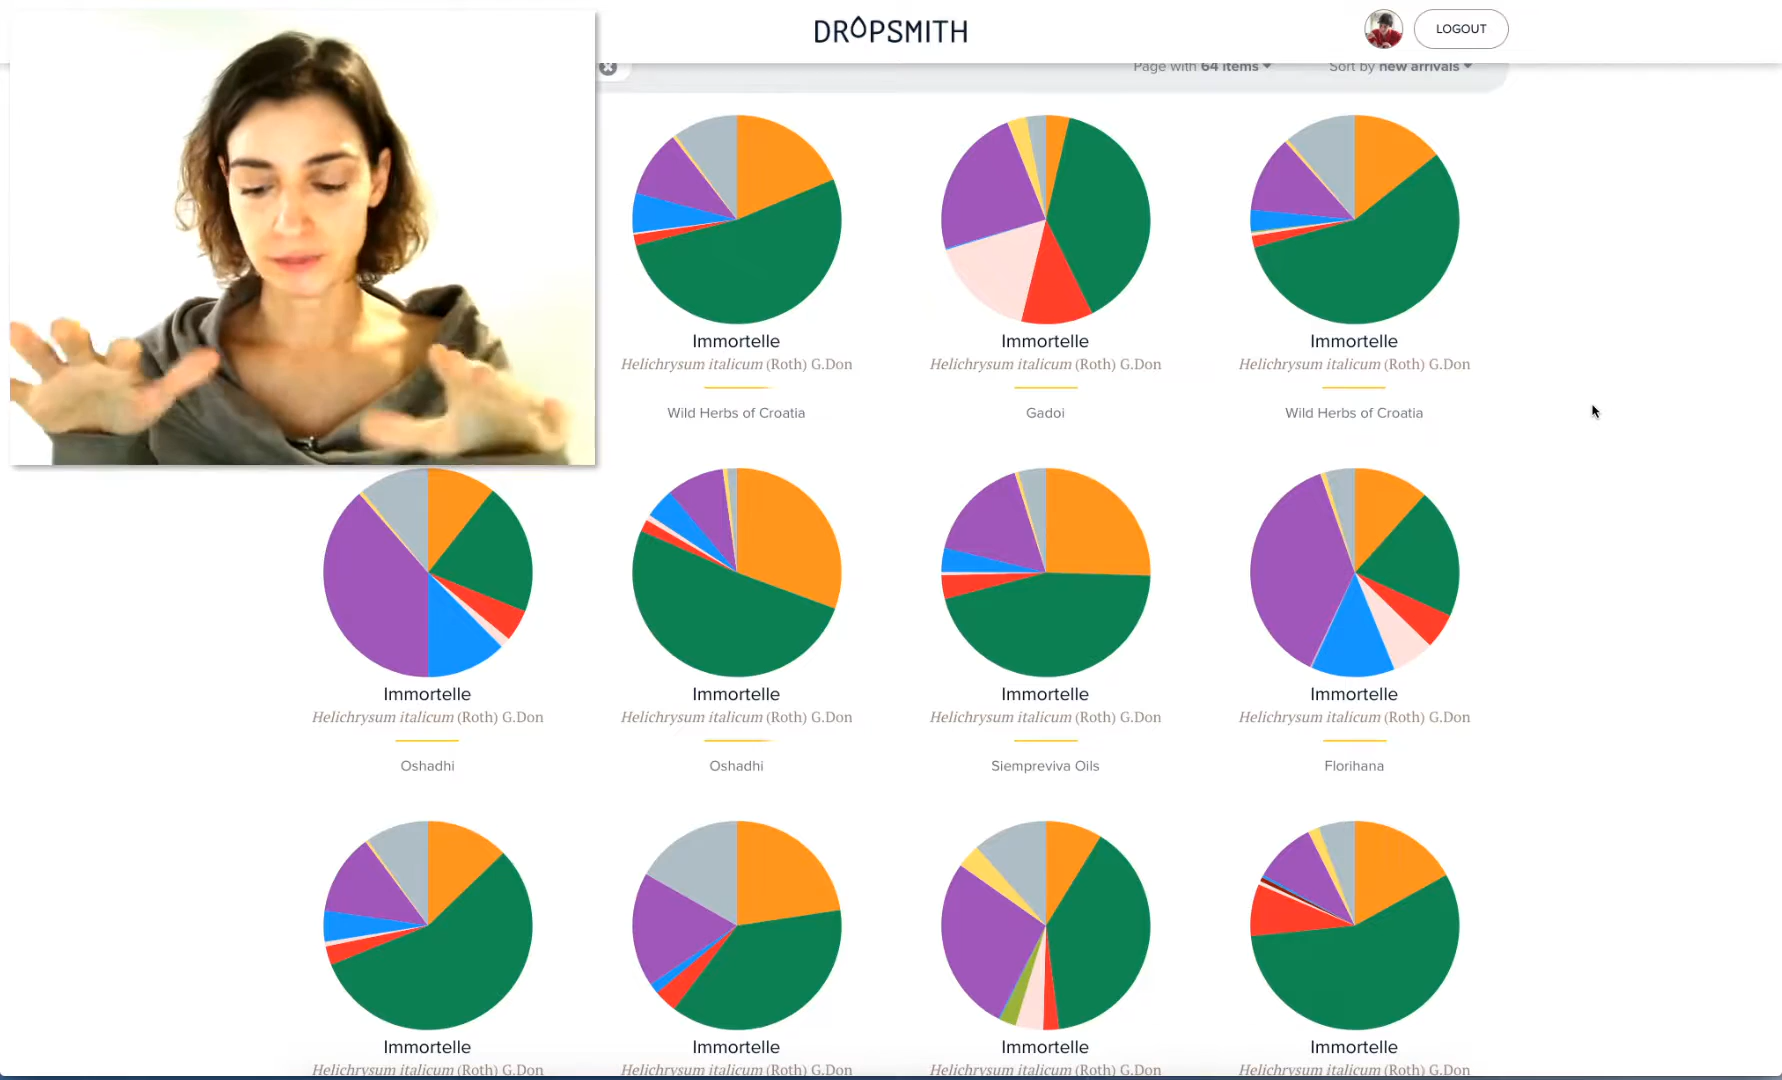 DROPSMITH
LOGOUT
Page with 64 items
Sort by new arrivals
Immortelle
Helichrysum italicum (Roth) G.Don
Wild Herbs of Croatia
Immortelle
Helichrysum italicum (Roth) G.Don
Gadoi
Immortelle
Helichrysum italicum (Roth) G.Don
Wild Herbs of Croatia
Immortelle
Helichrysum italicum (Roth) G.Don
Oshadhi
Immortelle
Helichrysum italicum (Roth) G.Don
Oshadhi
Immortelle
Helichrysum italicum (Roth) G.Don
Siempreviva Oils
Immortelle
Helichrysum italicum (Roth) G.Don
Florihana
Immortelle
Helichrysum italicum (Roth) G.Don
Immortelle
Helichrysum italicum (Roth) G.Don
Immortelle
Helichrysum italicum (Roth) G.Don
Immortelle
Helichrysum italicum (Roth) G.Don